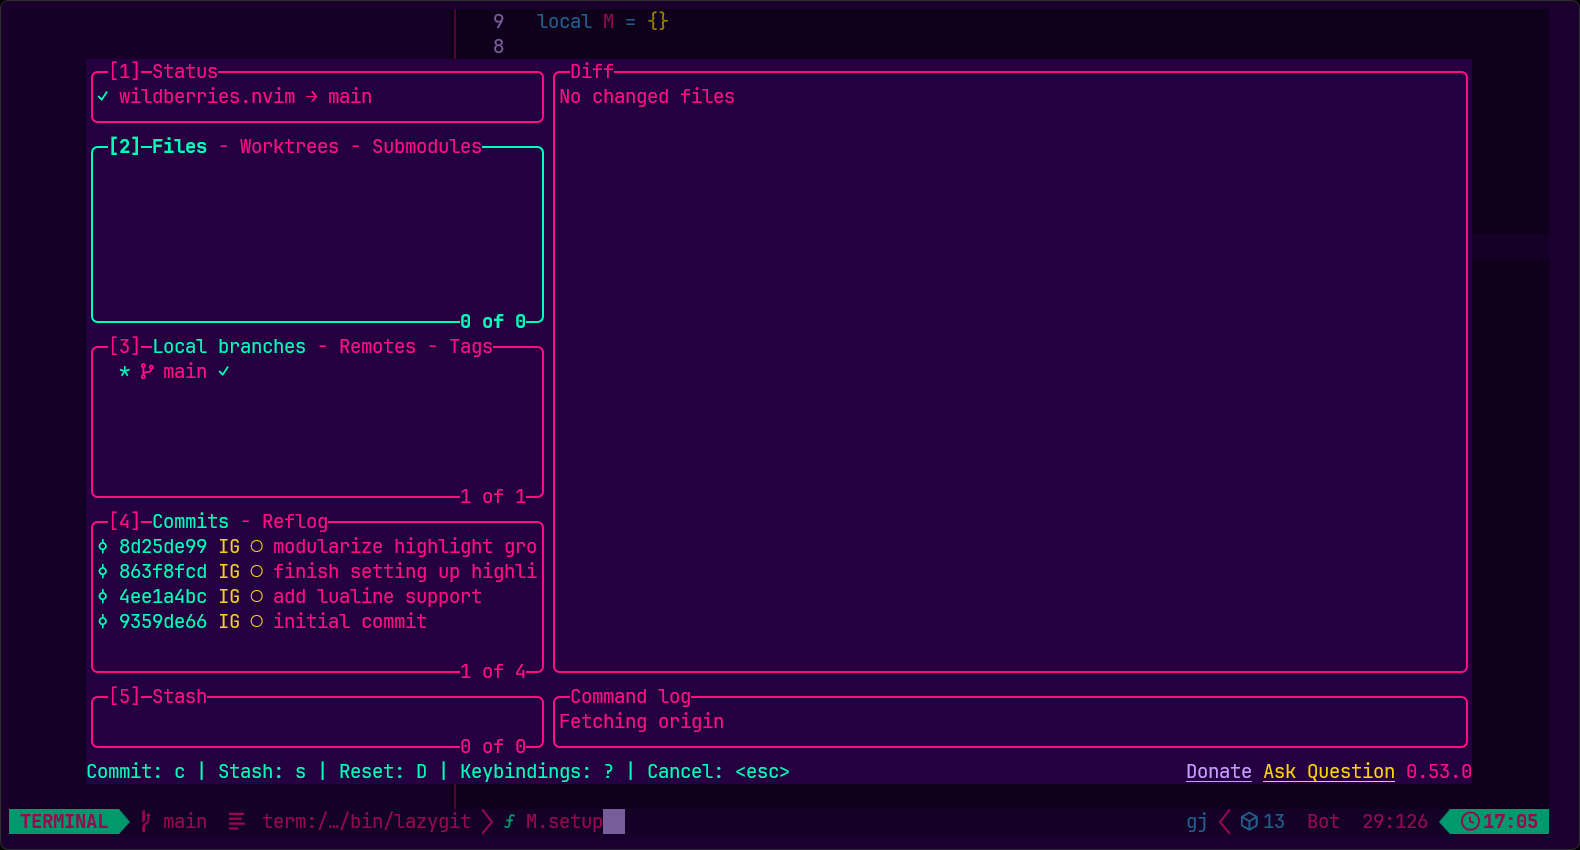 9 local M = {}
8
[1]─Status
✓ wildberries.nvim → main
[2]─Files - Worktrees - Submodules
0 of 0
[3]─Local branches - Remotes - Tags
* main ✓
1 of 1
[4]─Commits - Reflog
8d25de99 IG ○ modularize highlight gro
863f8fcd IG ○ finish setting up highli
4ee1a4bc IG ○ add lualine support
9359de66 IG ○ initial commit
1 of 4
[5]─Stash
0 of 0
Diff
No changed files
Command log
Fetching origin
Commit: c | Stash: s | Reset: D | Keybindings: ? | Cancel: <esc>
Donate Ask Question 0.53.0
TERMINAL main term:/…/bin/lazygit M.setup gj 13 Bot 29:126 17:05